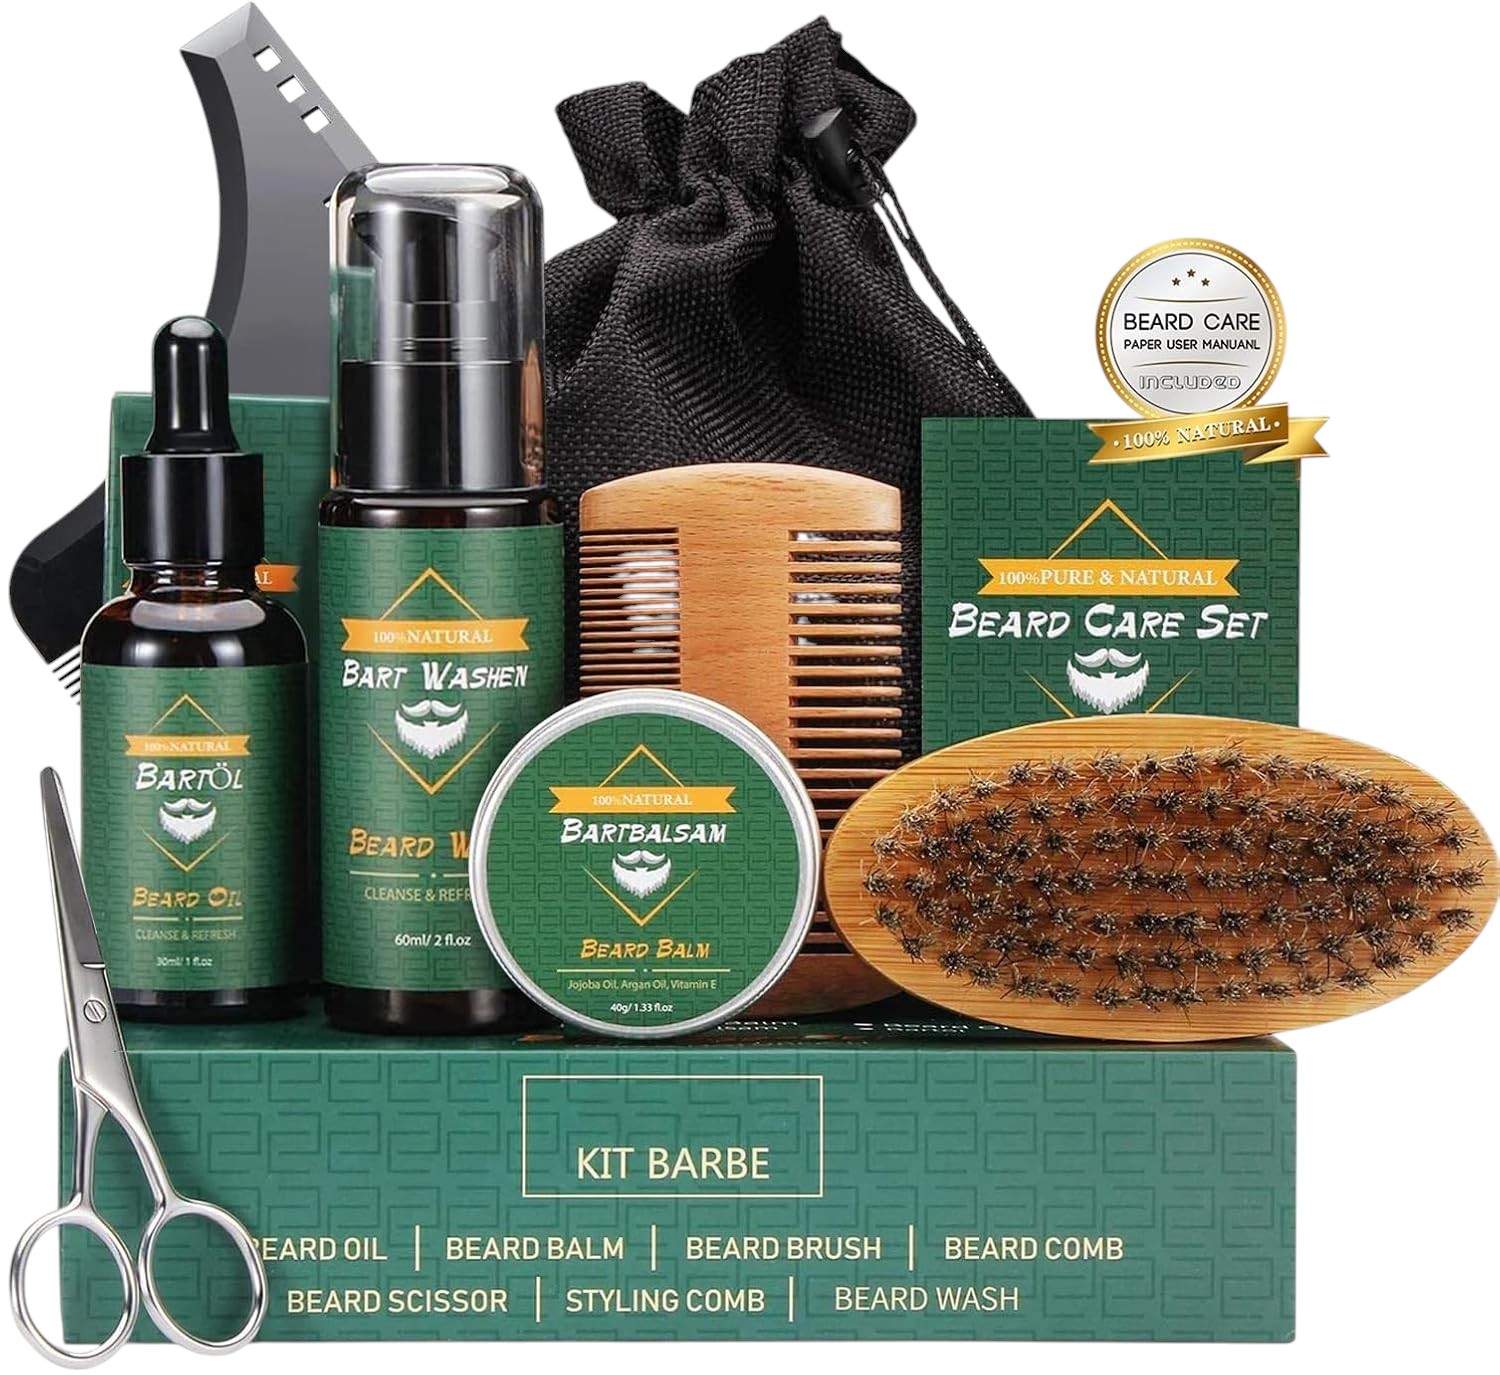 BEARD CARE
PAPER USER MANUANL
INCLUDED
• 100% NATURAL •
100%PURE & NATURAL
BEARD CARE SET
100%NATURAL
BART WASHEN
BEARD W
CLEANSE & REFR
60ml/ 2 fl.oz
AL
100%NATURAL
BARTÖL
BEARD OIL
CLEANSE & REFRESH
30ml/ 1 fl.oz
100%NATURAL
BARTBALSAM
BEARD BALM
Jojoba Oil, Argan Oil, Vitamin E
40g/ 1.33 fl.oz
Beard O
KIT BARBE
BEARD OIL | BEARD BALM | BEARD BRUSH | BEARD COMB
BEARD SCISSOR | STYLING COMB | BEARD WASH